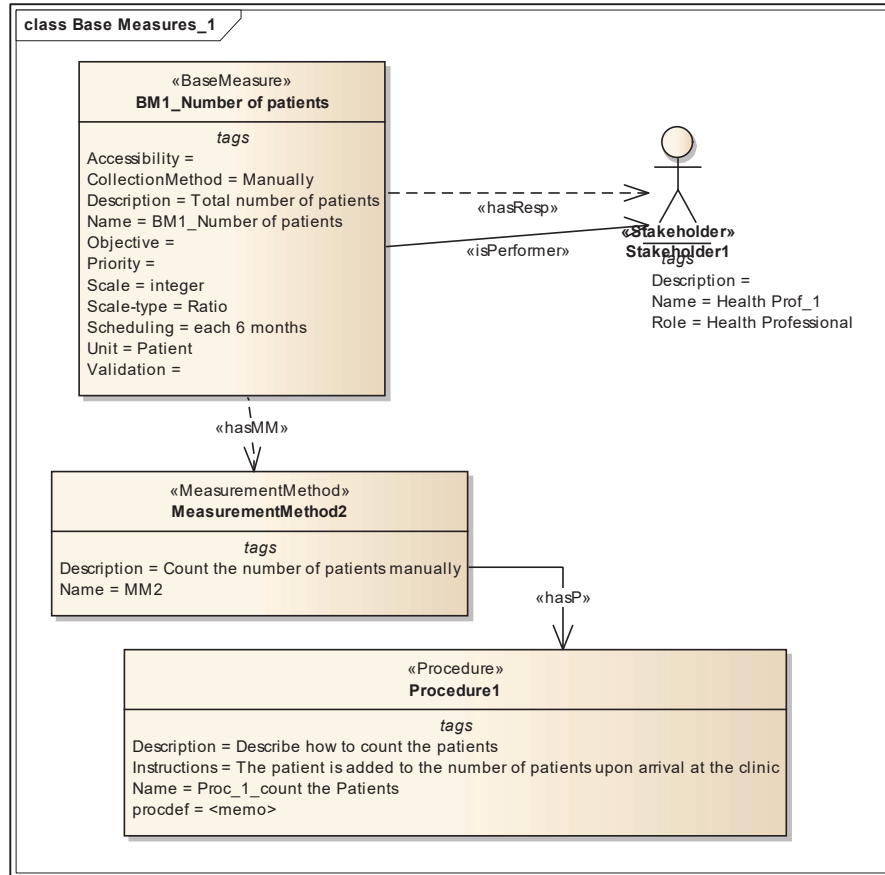 class Base Measures_1
«BaseMeasure»
BM1_Number of patients
tags
Accessibility =
CollectionMethod = Manually
Description = Total number of patients
Name = BM1_Number of patients
Objective =
Priority =
Scale = integer
Scale-type = Ratio
Scheduling = each 6 months
Unit = Patient
Validation =
«hasResp»
«isPerformer»
«Stakeholder»
Stakeholder1
tags
Description =
Name = Health Prof_1
Role = Health Professional
«hasMM»
«MeasurementMethod»
MeasurementMethod2
tags
Description = Count the number of patients manually
Name = MM2
«hasP»
«Procedure»
Procedure1
tags
Description = Describe how to count the patients
Instructions = The patient is added to the number of patients upon arrival at the clinic
Name = Proc_1_count the Patients
procdef = <memo>